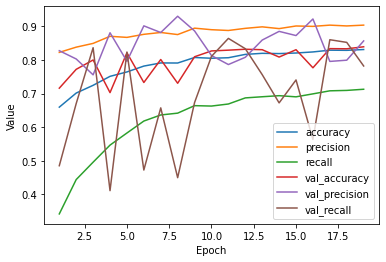 0.9
0.8
0.7
0.6
0.5
0.4
Value
2.5
5.0
7.5
10.0
12.5
15.0
17.5
Epoch
accuracy
precision
recall
val_accuracy
val_precision
val_recall